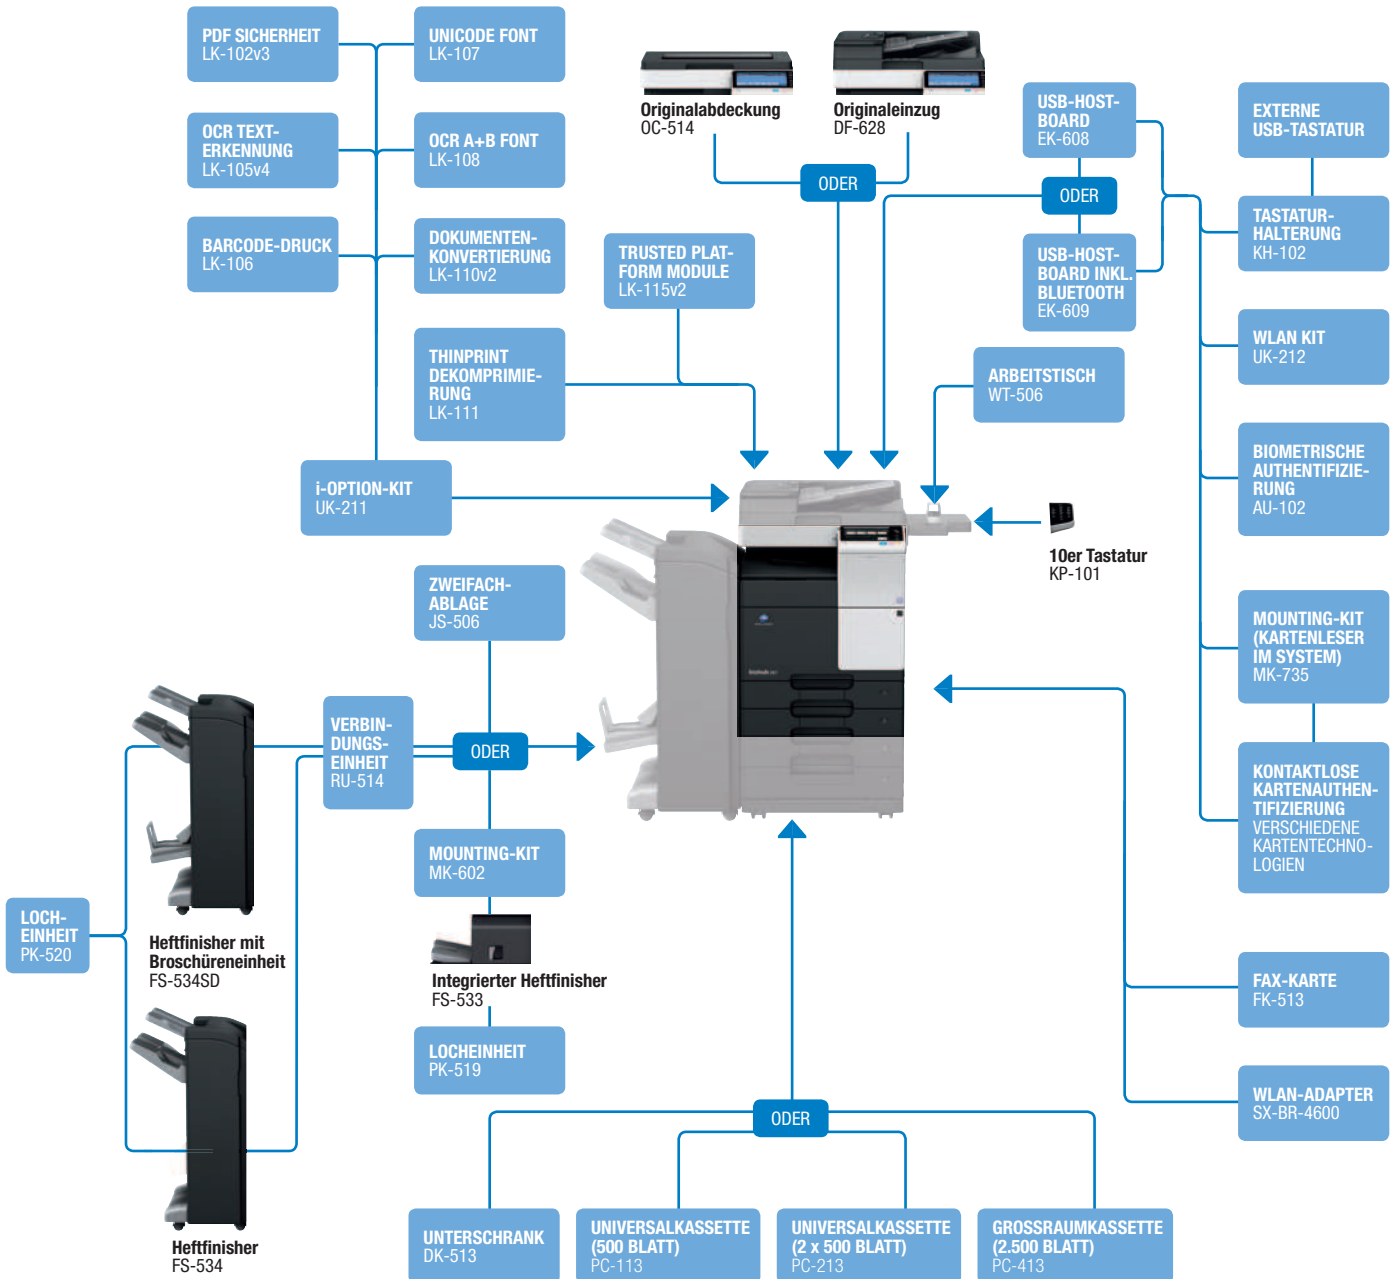 PDF SICHERHEIT
LK-102v3
UNICODE FONT
LK-107
OCR TEXT-
ERKENNUNG
LK-105v4
OCR A+B FONT
LK-108
BARCODE-DRUCK
LK-106
DOKUMENTEN-
KONVERTIERUNG
LK-110v2
THINPRINT
DEKOMPRIMIE-
RUNG
LK-111
i-OPTION-KIT
UK-211
TRUSTED PLAT-
FORM MODULE
LK-115v2
Originalabdeckung
OC-514
Originaleinzug
DF-628
ODER
USB-HOST-
BOARD
EK-608
ODER
USB-HOST-
BOARD INKL.
BLUETOOTH
EK-609
EXTERNE
USB-TASTATUR
TASTATUR-
HALTERUNG
KH-102
WLAN KIT
UK-212
ARBEITSTISCH
WT-506
BIOMETRISCHE
AUTHENTIFIZIE-
RUNG
AU-102
10er Tastatur
KP-101
MOUNTING-KIT
(KARTENLESER
IM SYSTEM)
MK-735
KONTAKTLOSE
KARTENAUTHEN-
TIFIZIERUNG
VERSCHIEDENE
KARTENTECHNO-
LOGIEN
FAX-KARTE
FK-513
WLAN-ADAPTER
SX-BR-4600
ZWEIFACH-
ABLAGE
JS-506
VERBIN-
DUNGS-
EINHEIT
RU-514
ODER
MOUNTING-KIT
MK-602
Integrierter Heftfinisher
FS-533
LOCHEINHEIT
PK-519
LOCH-
EINHEIT
PK-520
Heftfinisher mit
Broschüreneinheit
FS-534SD
Heftfinisher
FS-534
ODER
UNTERSCHRANK
DK-513
UNIVERSALKASSETTE
(500 BLATT)
PC-113
UNIVERSALKASSETTE
(2 x 500 BLATT)
PC-213
GROSSRAUMKASSETTE
(2.500 BLATT)
PC-413